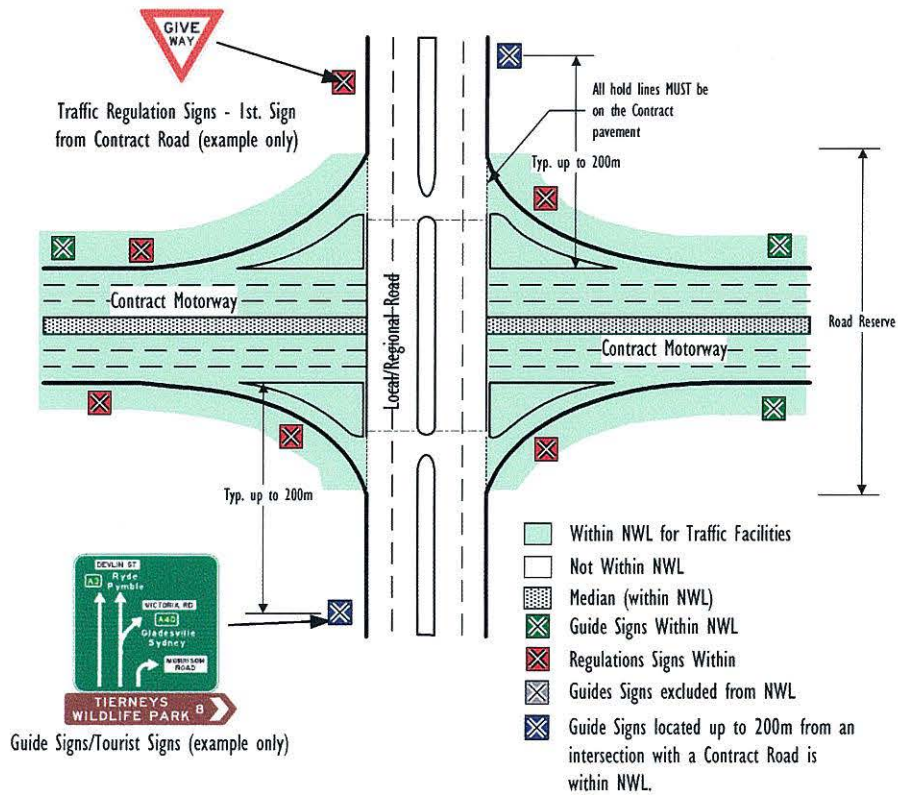 GIVE
WAY
Traffic Regulation Signs - 1st. Sign
from Contract Road (example only)
All hold lines MUST be
on the Contract
pavement
Typ. up to 200m
Contract Motorway
Local/Regional Road
Contract Motorway
Road Reserve
Typ. up to 200m
DEVLIN ST
A3 Ryde
Pymble
VICTORIA RD
A40
Gladesville
Sydney
MORRISON
ROAD
TIERNEYS
WILDLIFE PARK 8
Guide Signs/Tourist Signs (example only)
Within NWL for Traffic Facilities
Not Within NWL
Median (within NWL)
Guide Signs Within NWL
Regulations Signs Within
Guides Signs excluded from NWL
Guide Signs located up to 200m from an
intersection with a Contract Road is
within NWL.